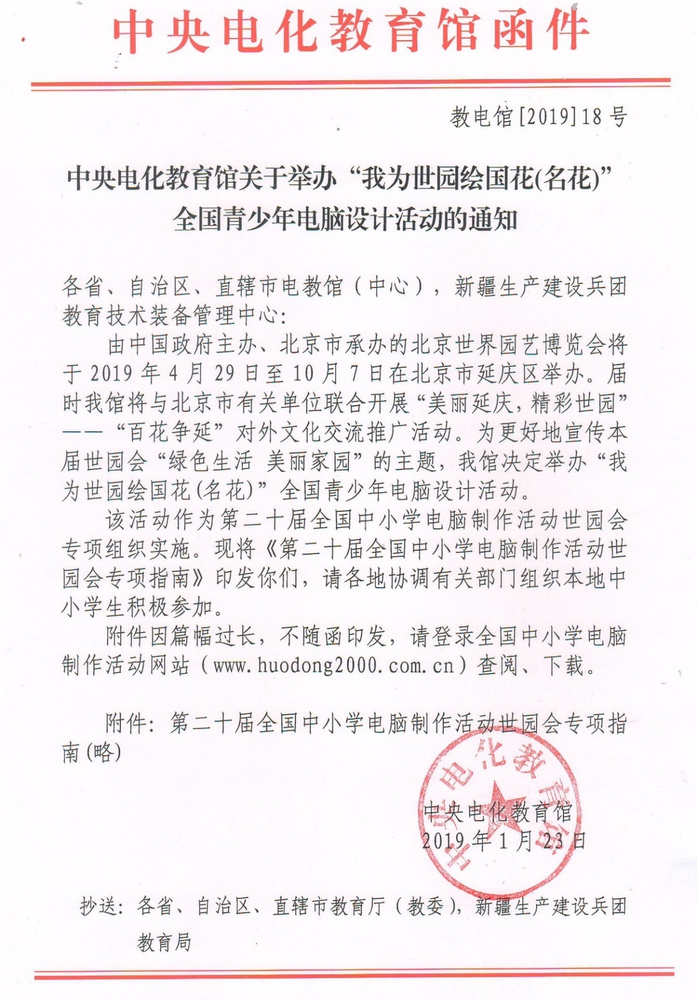 中央电化教育馆函件
教电馆[2019]18号
中央电化教育馆关于举办“我为世园绘国花(名花)”
全国青少年电脑设计活动的通知
各省、自治区、直辖市电教馆（中心），新疆生产建设兵团
教育技术装备管理中心：
由中国政府主办、北京市承办的北京世界园艺博览会将
于2019年4月29日至10月7日在北京市延庆区举办。届
时我馆将与北京市有关单位联合开展“美丽延庆，精彩世园”
——“百花争延”对外文化交流推广活动。为更好地宣传本
届世园会“绿色生活 美丽家园”的主题，我馆决定举办“我
为世园绘国花(名花)”全国青少年电脑设计活动。
该活动作为第二十届全国中小学电脑制作活动世园会
专项组织实施。现将《第二十届全国中小学电脑制作活动世
园会专项指南》印发你们，请各地协调有关部门组织本地中
小学生积极参加。
附件因篇幅过长，不随函印发，请登录全国中小学电脑
制作活动网站（www.huodong2000.com.cn）查阅、下载。
附件：第二十届全国中小学电脑制作活动世园会专项指
南(略)
中央电化教育馆
中央电化教育馆
2019年1月23日
抄送：各省、自治区、直辖市教育厅（教委），新疆生产建设兵团
教育局